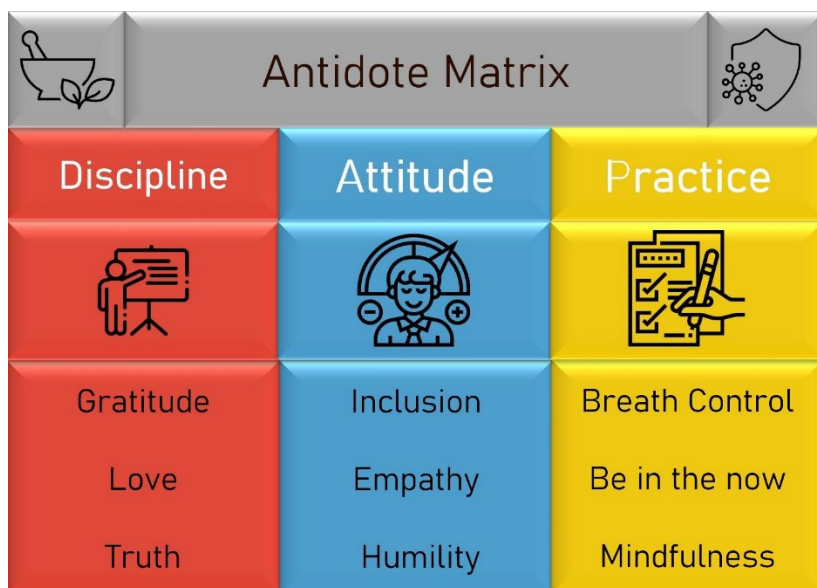 Antidote Matrix
Discipline Attitude Practice
Gratitude Inclusion Breath Control
Love Empathy Be in the now
Truth Humility Mindfulness